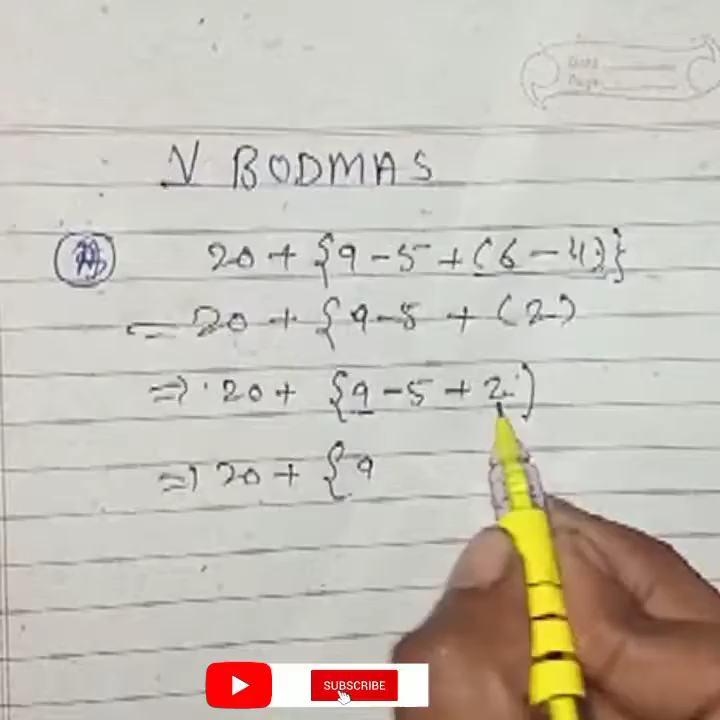 V BODMAS
20 + {9 - 5 + (6 - 4)}
= 20 + {9 - 5 + (2)
=> 20 + {9 - 5 + 2)
=> 20 + {9
SUBSCRIBE